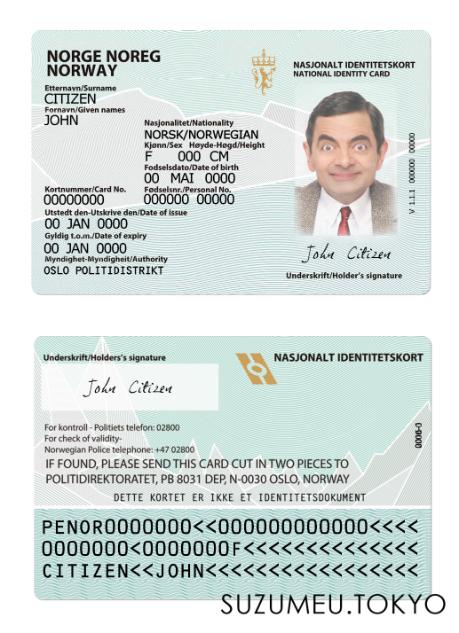 NORGE NOREG
NORWAY
NASJONALT IDENTITETSKORT
NATIONAL IDENTITY CARD
Etternavn/Surname
CITIZEN
Fornavn/Given names
JOHN
Nasjonalitet/Nationality
NORSK/NORWEGIAN
Kjønn/Sex Høyde-Høgd/Height
F 000 CM
Fodselsdato/Date of birth
00 MAI 0000
Kortnummer/Card No. Fødselsnr./Personal No.
00000000 000000 00000
Utstedt den-Utskrive den/Date of issue
00 JAN 0000
Gyldig t.o.m./Date of expiry
00 JAN 0000
Myndighet-Myndigheit/Authority
OSLO POLITIDISTRIKT
V 1.1.1 000000 00000
John Citizen
Underskrift/Holder's signature
Underskrift/Holders's signature
NASJONALT IDENTITETSKORT
John Citizen
For kontroll - Politiets telefon: 02800
For check of validity-
Norwegian Police telephone: +47 02800
IF FOUND, PLEASE SEND THIS CARD CUT IN TWO PIECES TO
POLITIDIREKTORATET, PB 8031 DEP, N-0030 OSLO, NORWAY
DETTE KORTET ER IKKE ET IDENTITETSDOKUMENT
PENOR0000000<<000000000000<<<<
0000000<0000000F<<<<<<<<<<<<<<
CITIZEN<<JOHN<<<<<<<<<<<<<<<<<
SUZUMEU.TOKYO